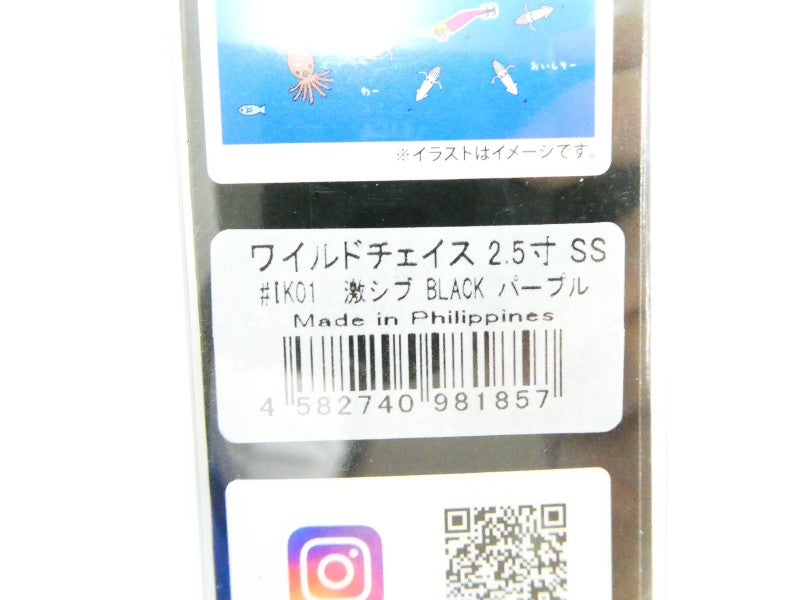 おいしそー
わー
※イラストはイメージです。
ワイルドチェイス 2.5寸 SS
#IK01 激シブ BLACK パープル
Made in Philippines
4 582740 981857